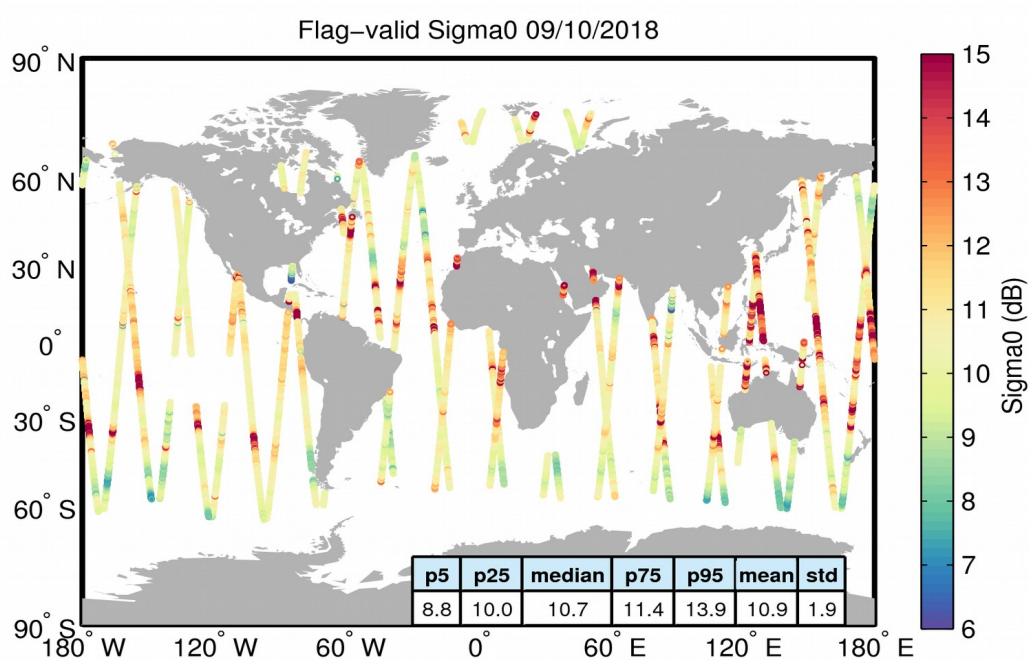 Flag−valid Sigma0 09/10/2018
90° N
60° N
30° N
0°
30° S
60° S
90° S
180° W
120° W
60° W
0°
60° E
120° E
180° E
15
14
13
12
11
10
9
8
7
6
Sigma0 (dB)
p5 p25 median p75 p95 mean std
8.8 10.0 10.7 11.4 13.9 10.9 1.9